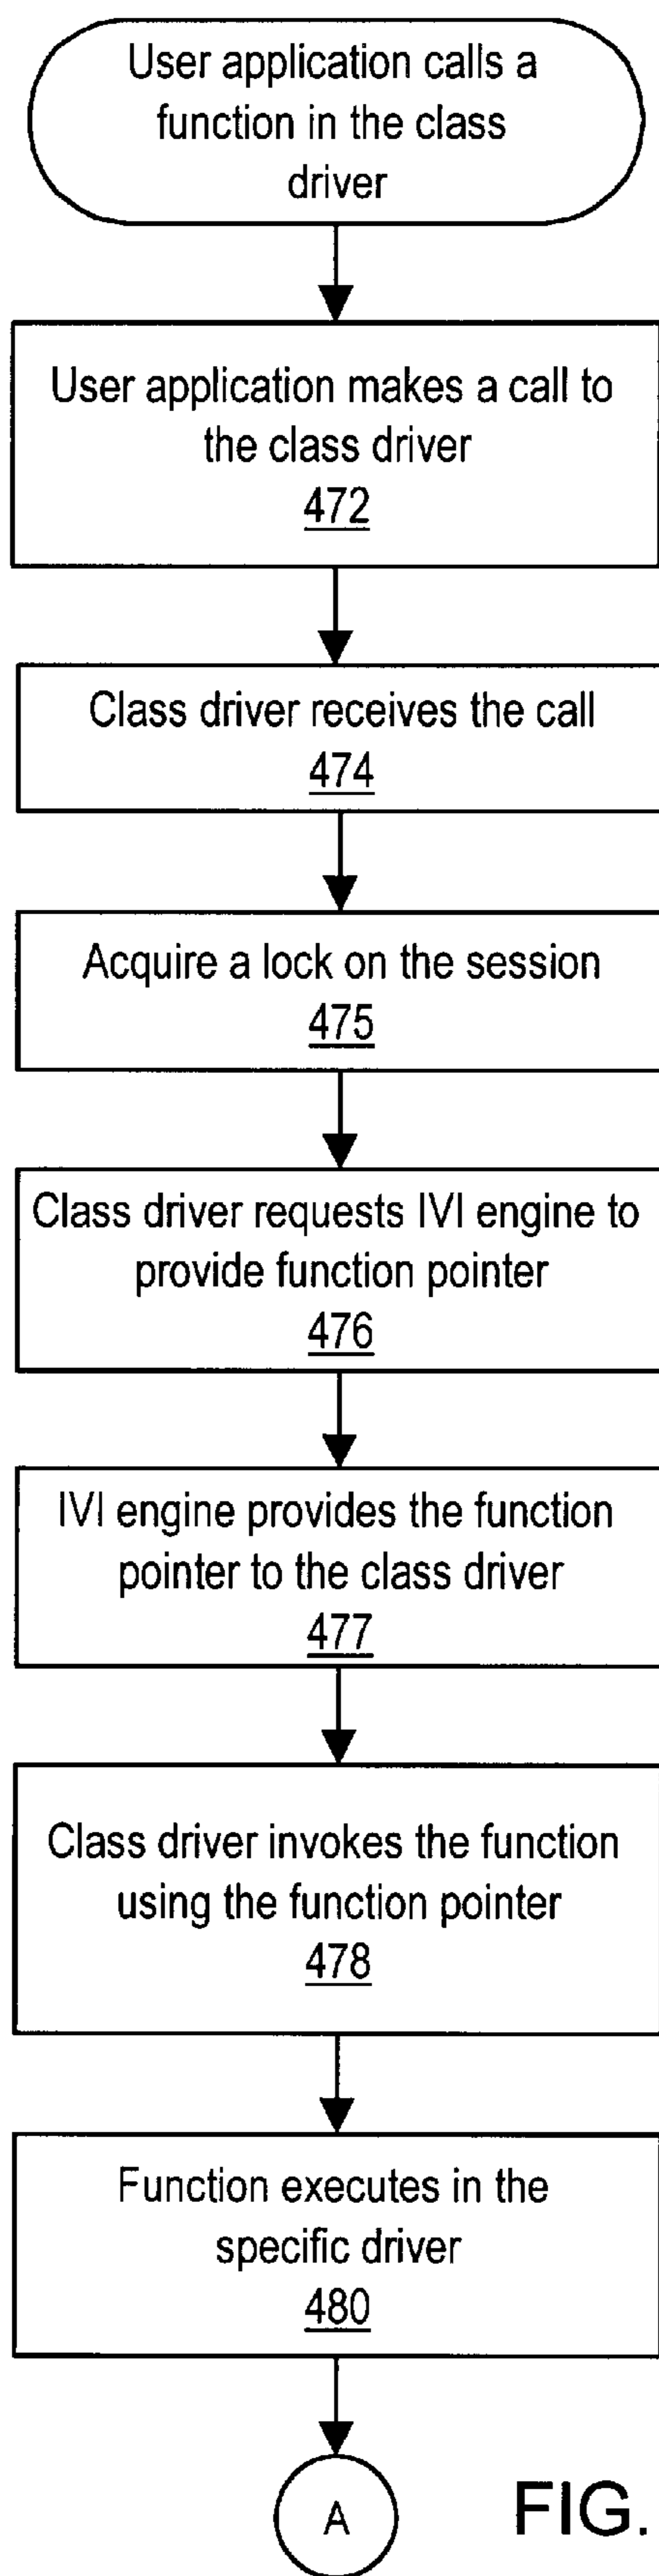 User application calls a
function in the class
driver
User application makes a call to
the class driver
472
Class driver receives the call
474
Acquire a lock on the session
475
Class driver requests IVI engine to
provide function pointer
476
IVI engine provides the function
pointer to the class driver
477
Class driver invokes the function
using the function pointer
478
Function executes in the
specific driver
480
A
FIG.